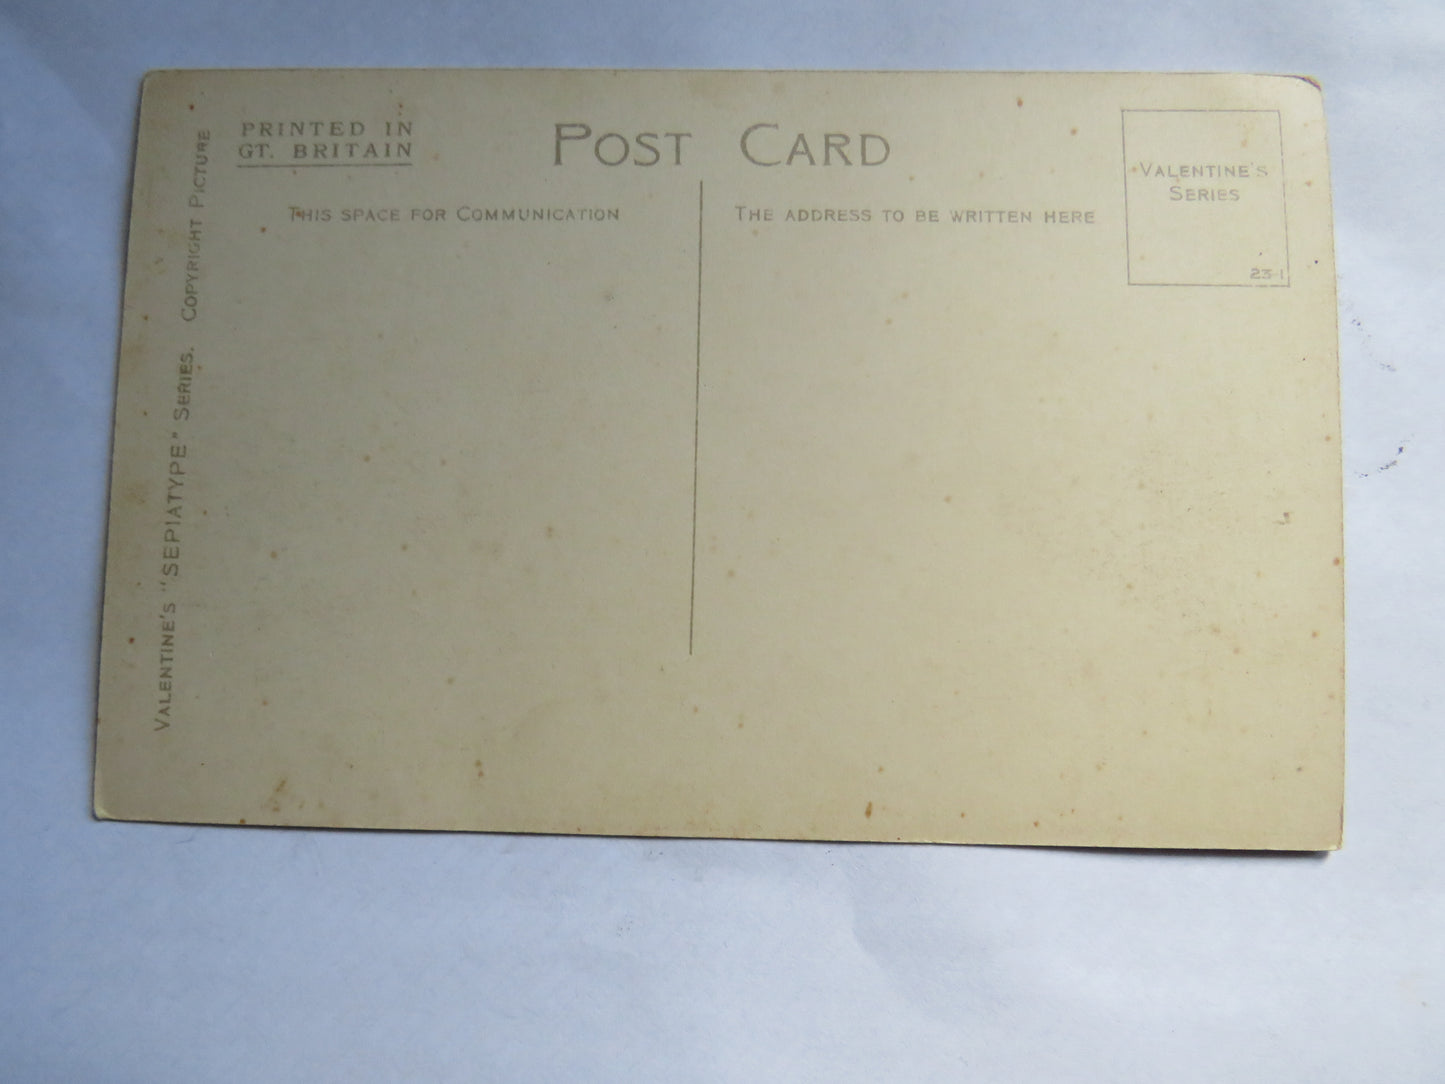 PRINTED IN
GT. BRITAIN
POST CARD
THIS SPACE FOR COMMUNICATION
THE ADDRESS TO BE WRITTEN HERE
VALENTINE'S
SERIES
23-1
VALENTINE'S "SEPIATYPE" SERIES. COPYRIGHT PICTURE